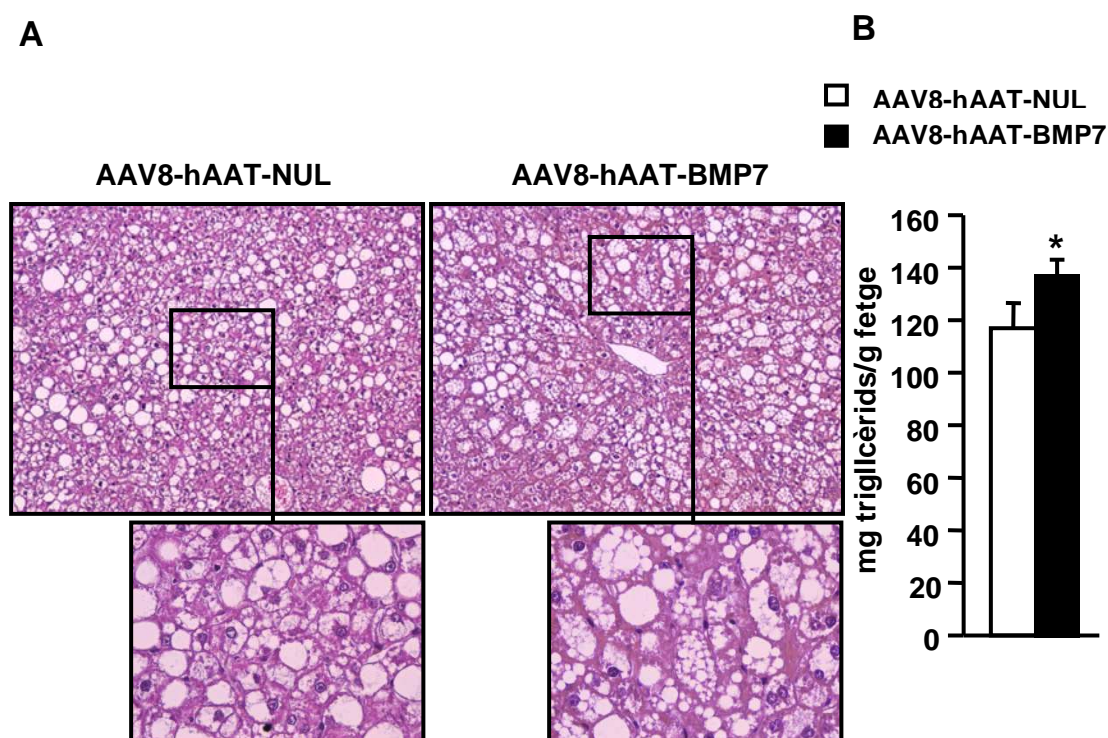 A
B
AAV8-hAAT-NUL
AAV8-hAAT-BMP7
AAV8-hAAT-NUL
AAV8-hAAT-BMP7
mg triglicèrids/g fetge
160
140
120
100
80
60
40
20
0
*